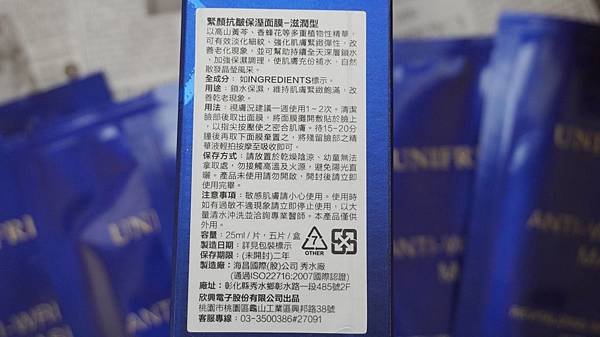 緊顏抗皺保溼面膜-滋潤型
以高山黃芩、香蜂花等多重植物性精華，
可有效淡化細紋、強化肌膚緊緻彈性，改
善老化現象，並可幫助持續全天深層鎖水
、加強保濕調理，使肌膚充份補水，自然
散發晶瑩風采。
全成分： 如INGREDIENTS標示。
用途：鎖水保濕，維持肌膚緊緻飽滿，改
善乾老現象。
用法：視膚況建議一週使用1~2次。清潔
臉部後取出面膜，將面膜攤開敷貼於臉上
，以指尖按壓使之密合肌膚。待15~20分
鐘後再取下面膜棄置之，將殘留臉部之精
華液輕拍按摩至吸收即可。
保存方式：請放置於乾燥陰涼、幼童無法
拿取處，勿接觸高溫及火源，避免陽光直
曬。產品未使用請勿開啟，開封後請立即
使用完畢。
注意事項：敏感肌膚請小心使用。使用時
如有過敏不適現象請立即停止使用，以大
量清水沖洗並洽詢專業醫師。本產品僅供
外用。
容量：25ml/片，五片/盒
製造日期：詳見包裝標示
保存期限：(未開封)二年
製造廠：海昌國際(股)公司 秀水廠
(通過ISO22716:2007國際認證)
廠址：彰化縣秀水鄉彰水路一段485號2F
欣興電子股份有限公司出品
桃園市桃園區龜山工業區興邦路38號
客服專線：03-3500386#27091
7
OTHER
UNIFRI
ANTI-WRI
MA
UNIFRI
ANTI-WR
MA